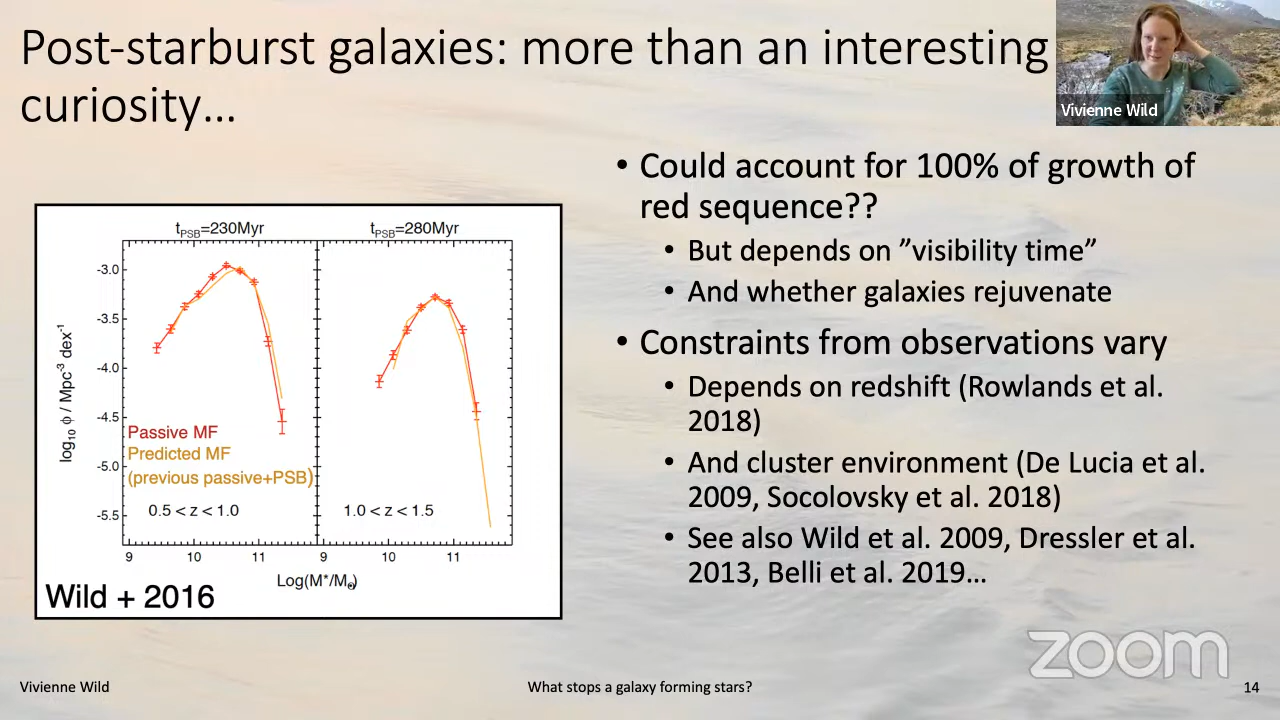 Post-starburst galaxies: more than an interesting
curiosity…
Vivienne Wild
• Could account for 100% of growth of
red sequence??
• But depends on ”visibility time”
• And whether galaxies rejuvenate
• Constraints from observations vary
• Depends on redshift (Rowlands et al.
2018)
• And cluster environment (De Lucia et al.
2009, Socolovsky et al. 2018)
• See also Wild et al. 2009, Dressler et al.
2013, Belli et al. 2019…
tPSB=230Myr
tPSB=280Myr
log10 ϕ / Mpc-3 dex-1
-3.0
-3.5
-4.0
-4.5
-5.0
-5.5
Passive MF
Predicted MF
(previous passive+PSB)
0.5 < z < 1.0
1.0 < z < 1.5
9 10 11 9 10 11
Log(M*/M⊙)
Wild + 2016
zoom
Vivienne Wild
What stops a galaxy forming stars?
14